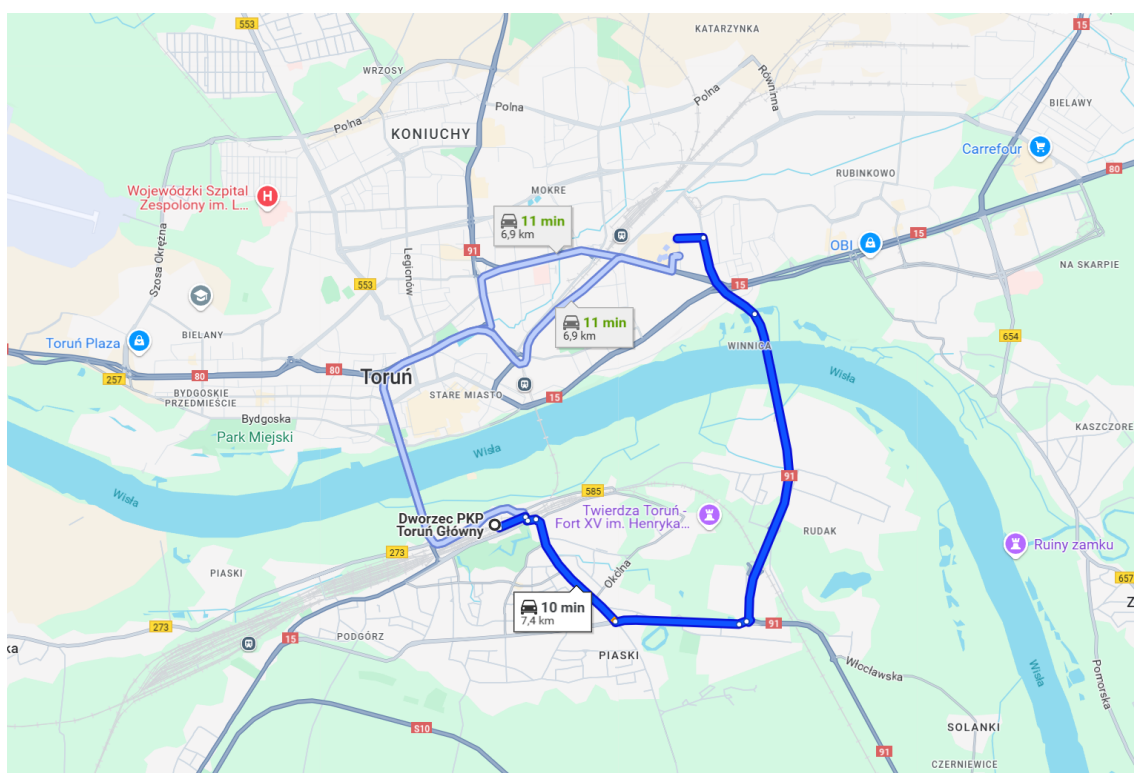 553
KATARZYNKA
15
WRZOSY
Równinna
Polna
Polna
Polna
KONIUCHY
BIELAWY
Carrefour
80
Wojewódzki Szpital
Zespolony im. L...
H
MOKRE
RUBINKOWO
11 min
6,9 km
15
OBI
91
Szosa Okrężna
Legionów
NA SKARPIE
553
15
11 min
6,9 km
BIELANY
654
Toruń Plaza
WINNICA
80
80
257
Toruń
Wisła
BYDGOSKIE
PRZEDMIEŚCIE
STARE MIASTO
15
Bydgoska
Park Miejski
KASZCZORE
Wisła
91
Wisła
585
Dworzec PKP
Toruń Główny
Twierdza Toruń -
Fort XV im. Henryka...
RUDAK
Ruiny zamku
273
PIASKI
Okólna
657
10 min
7,4 km
Z
273
15
PODGÓRZ
91
ka
PIASKI
Włocławska
Wisła
Pomorska
S10
SOLANKI
91
CZERNIEWICE